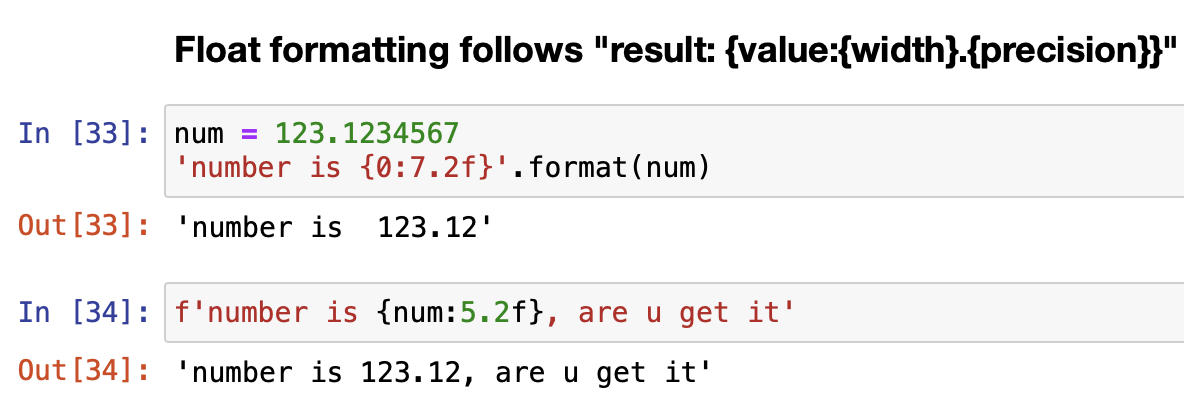 Float formatting follows "result: {value:{width}.{precision}}"
In [33]: num = 123.1234567
'number is {0:7.2f}'.format(num)
Out[33]: 'number is  123.12'
In [34]: f'number is {num:5.2f}, are u get it'
Out[34]: 'number is 123.12, are u get it'